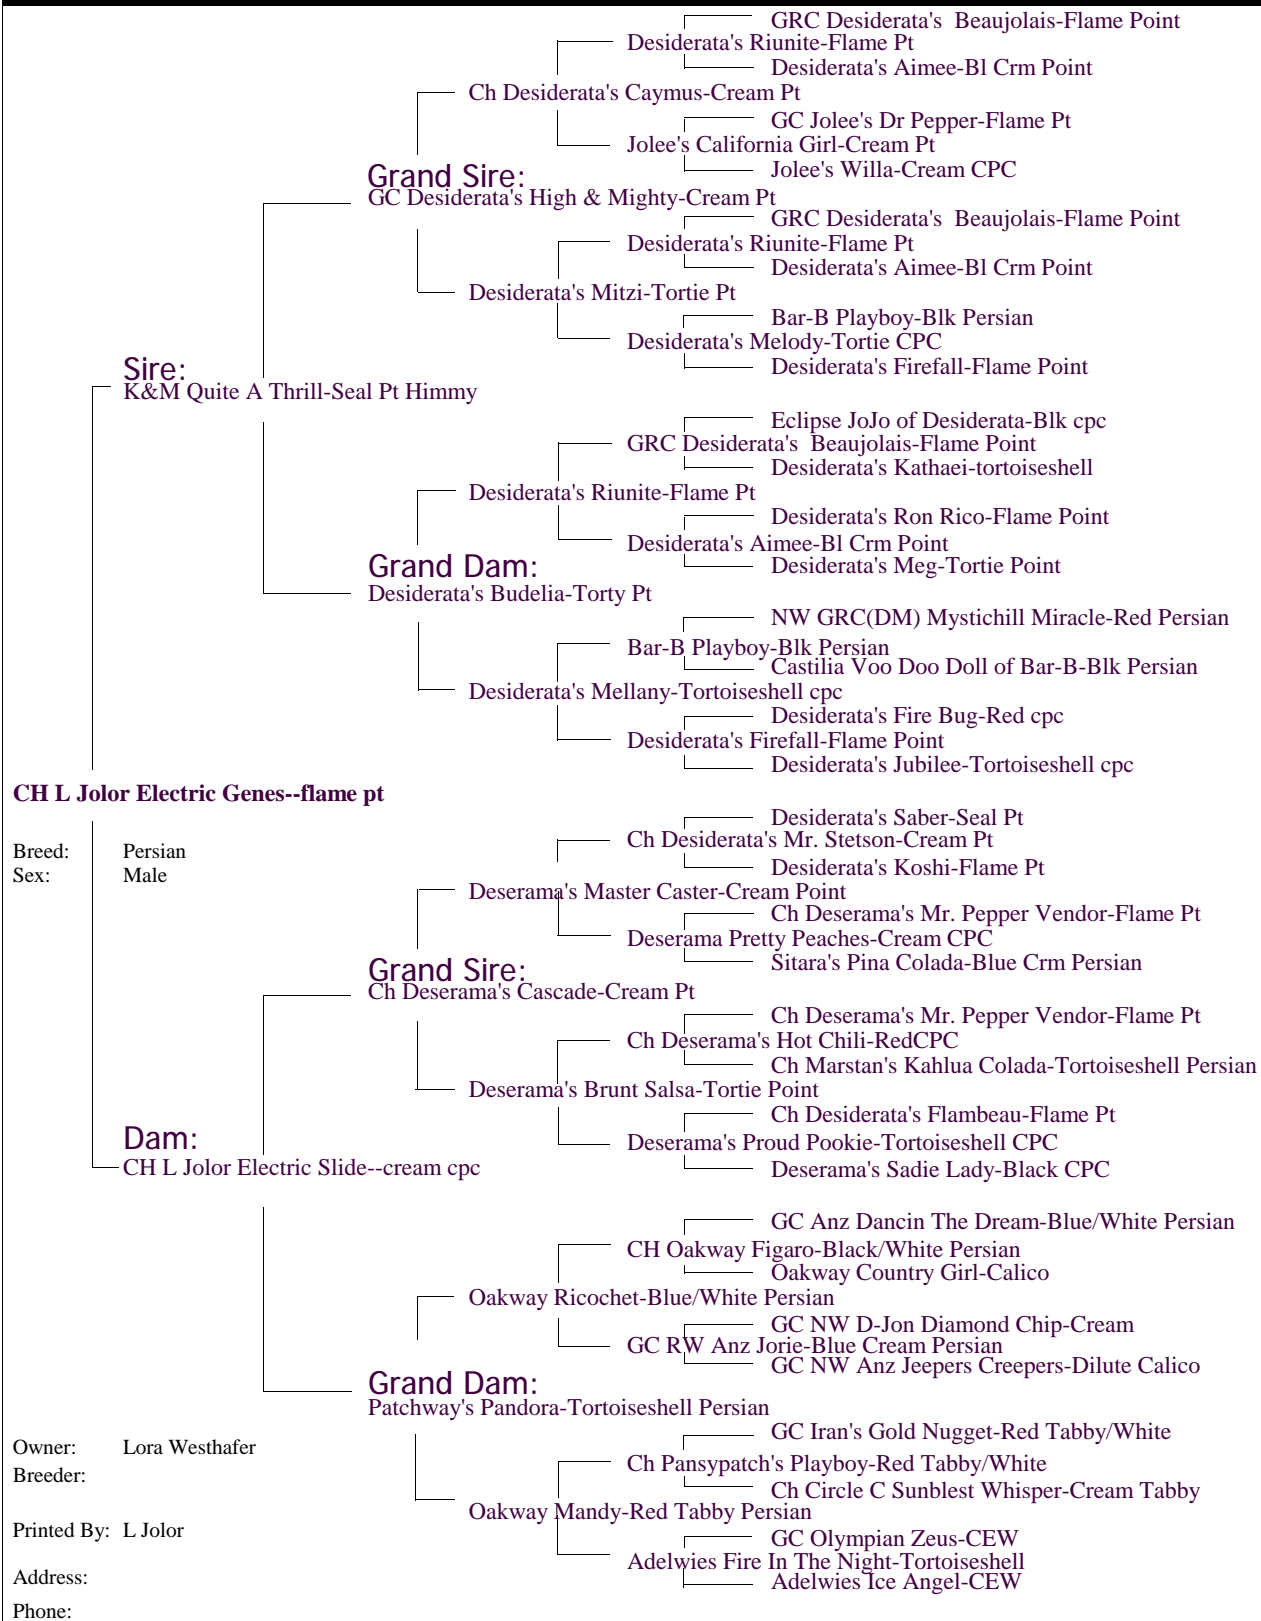 GRC Desiderata's  Beaujolais-Flame Point
Desiderata's Riunite-Flame Pt
Desiderata's Aimee-Bl Crm Point
Ch Desiderata's Caymus-Cream Pt
GC Jolee's Dr Pepper-Flame Pt
Jolee's California Girl-Cream Pt
Jolee's Willa-Cream CPC
Grand Sire:
GC Desiderata's High & Mighty-Cream Pt
GRC Desiderata's  Beaujolais-Flame Point
Desiderata's Riunite-Flame Pt
Desiderata's Aimee-Bl Crm Point
Desiderata's Mitzi-Tortie Pt
Bar-B Playboy-Blk Persian
Desiderata's Melody-Tortie CPC
Desiderata's Firefall-Flame Point
Sire:
K&M Quite A Thrill-Seal Pt Himmy
Eclipse JoJo of Desiderata-Blk cpc
GRC Desiderata's  Beaujolais-Flame Point
Desiderata's Kathaei-tortoiseshell
Desiderata's Riunite-Flame Pt
Desiderata's Ron Rico-Flame Point
Desiderata's Aimee-Bl Crm Point
Desiderata's Meg-Tortie Point
Grand Dam:
Desiderata's Budelia-Torty Pt
NW GRC(DM) Mystichill Miracle-Red Persian
Bar-B Playboy-Blk Persian
Castilia Voo Doo Doll of Bar-B-Blk Persian
Desiderata's Mellany-Tortoiseshell cpc
Desiderata's Fire Bug-Red cpc
Desiderata's Firefall-Flame Point
Desiderata's Jubilee-Tortoiseshell cpc
CH L Jolor Electric Genes--flame pt
Breed: Persian
Sex: Male
Desiderata's Saber-Seal Pt
Ch Desiderata's Mr. Stetson-Cream Pt
Desiderata's Koshi-Flame Pt
Deserama's Master Caster-Cream Point
Ch Deserama's Mr. Pepper Vendor-Flame Pt
Deserama Pretty Peaches-Cream CPC
Sitara's Pina Colada-Blue Crm Persian
Grand Sire:
Ch Deserama's Cascade-Cream Pt
Ch Deserama's Mr. Pepper Vendor-Flame Pt
Ch Deserama's Hot Chili-RedCPC
Ch Marstan's Kahlua Colada-Tortoiseshell Persian
Deserama's Brunt Salsa-Tortie Point
Ch Desiderata's Flambeau-Flame Pt
Deserama's Proud Pookie-Tortoiseshell CPC
Deserama's Sadie Lady-Black CPC
Dam:
CH L Jolor Electric Slide--cream cpc
GC Anz Dancin The Dream-Blue/White Persian
CH Oakway Figaro-Black/White Persian
Oakway Country Girl-Calico
Oakway Ricochet-Blue/White Persian
GC NW D-Jon Diamond Chip-Cream
GC RW Anz Jorie-Blue Cream Persian
GC NW Anz Jeepers Creepers-Dilute Calico
Grand Dam:
Patchway's Pandora-Tortoiseshell Persian
GC Iran's Gold Nugget-Red Tabby/White
Ch Pansypatch's Playboy-Red Tabby/White
Ch Circle C Sunblest Whisper-Cream Tabby
Oakway Mandy-Red Tabby Persian
GC Olympian Zeus-CEW
Adelwies Fire In The Night-Tortoiseshell
Adelwies Ice Angel-CEW
Owner: Lora Westhafer
Breeder:
Printed By: L Jolor
Address:
Phone: